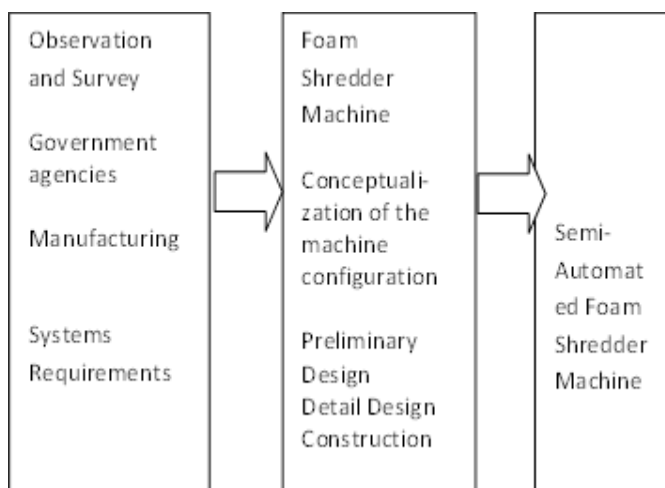 Observation
and Survey
Government
agencies
Manufacturing
Systems
Requirements
Foam
Shredder
Machine
Conceptuali-
zation of the
machine
configuration
Preliminary
Design
Detail Design
Construction
Semi-
Automat
ed Foam
Shredder
Machine